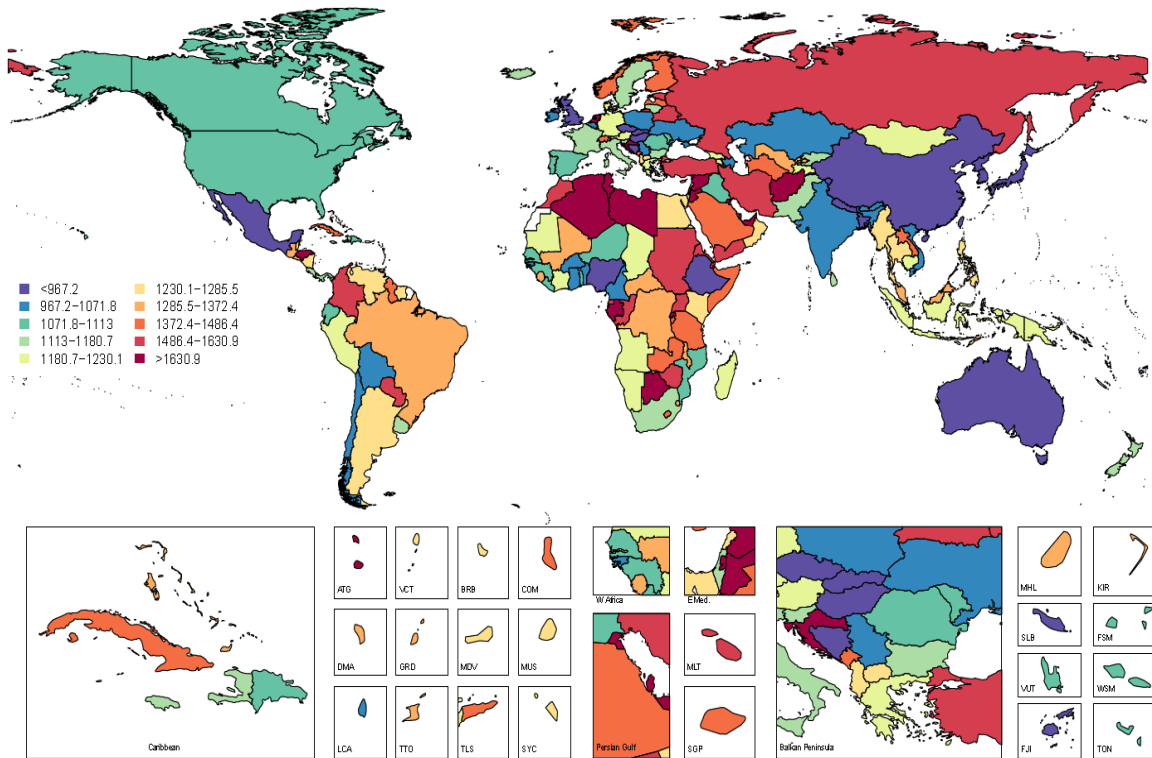 <967.2
967.2–1071.8
1071.8–1113
1113–1180.7
1180.7–1230.1
1230.1–1285.5
1285.5–1372.4
1372.4–1486.4
1486.4–1630.9
>1630.9
Caribbean
ATG
VCT
BRB
COM
DMA
GRD
MDV
MUS
LCA
TTO
TLS
SYC
W Africa
E Med.
Persian Gulf
MLT
SGP
Balkan Peninsula
MHL
KIR
SLB
FSM
VUT
WSM
FJI
TON